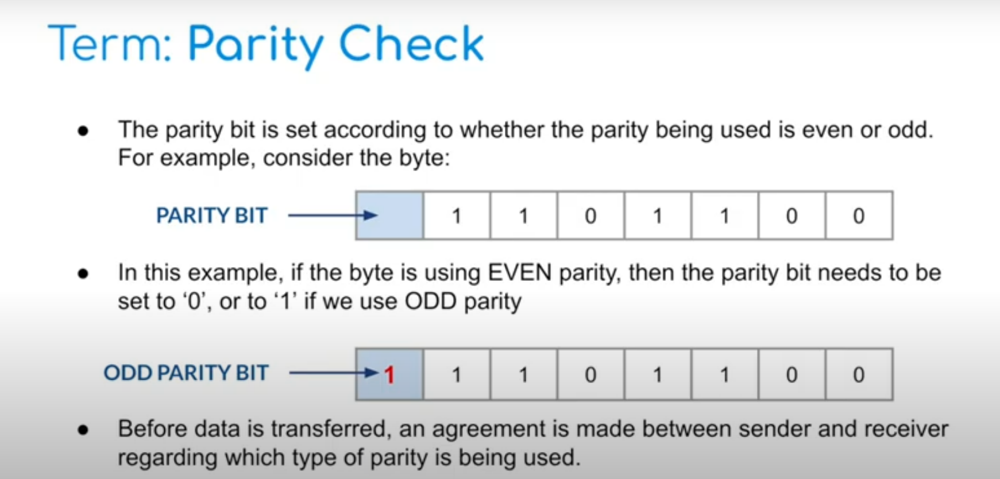 Term: Parity Check
● The parity bit is set according to whether the parity being used is even or odd.
For example, consider the byte:
PARITY BIT 1 1 0 1 1 0 0
● In this example, if the byte is using EVEN parity, then the parity bit needs to be
set to ‘0’, or to ‘1’ if we use ODD parity
ODD PARITY BIT 1 1 1 0 1 1 0 0
● Before data is transferred, an agreement is made between sender and receiver
regarding which type of parity is being used.